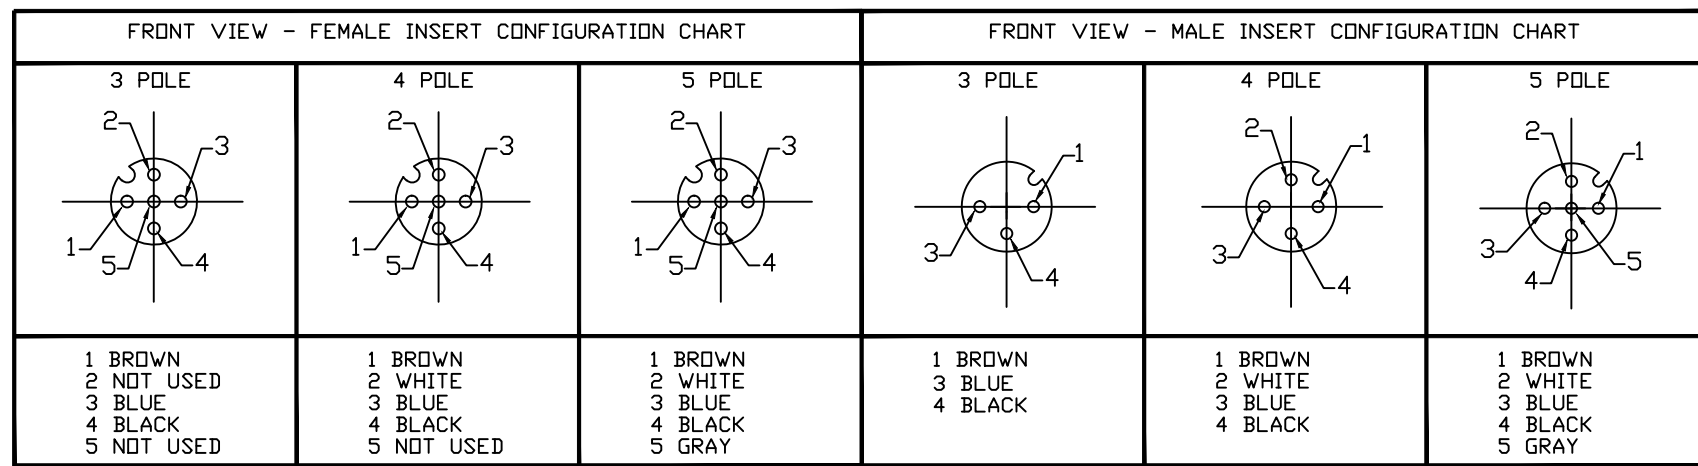 FRONT VIEW - FEMALE INSERT CONFIGURATION CHART
FRONT VIEW - MALE INSERT CONFIGURATION CHART
3 POLE
2
3
1
5
4
1 BROWN
2 NOT USED
3 BLUE
4 BLACK
5 NOT USED
4 POLE
2
3
1
5
4
1 BROWN
2 WHITE
3 BLUE
4 BLACK
5 NOT USED
5 POLE
2
3
1
5
4
1 BROWN
2 WHITE
3 BLUE
4 BLACK
5 GRAY
3 POLE
1
3
4
1 BROWN
3 BLUE
4 BLACK
4 POLE
2
1
3
4
1 BROWN
2 WHITE
3 BLUE
4 BLACK
5 POLE
2
1
3
5
4
1 BROWN
2 WHITE
3 BLUE
4 BLACK
5 GRAY